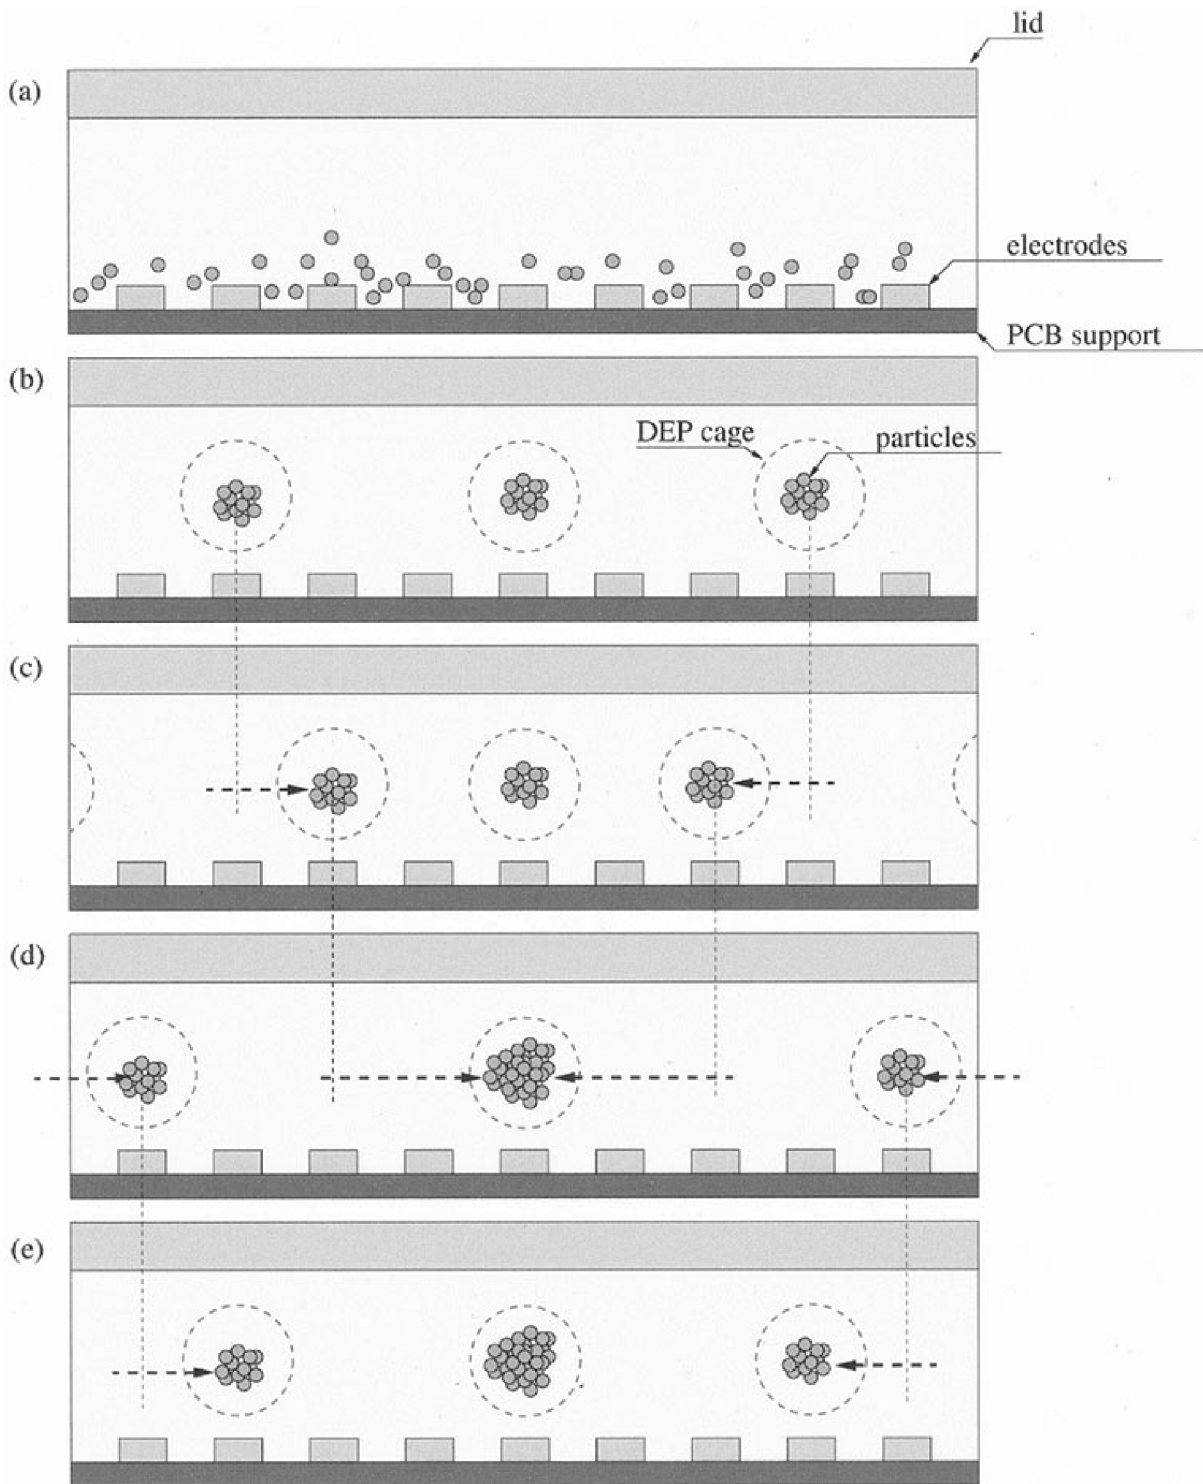 lid
(a)
electrodes
PCB support
(b)
DEP cage
particles
(c)
(d)
(e)